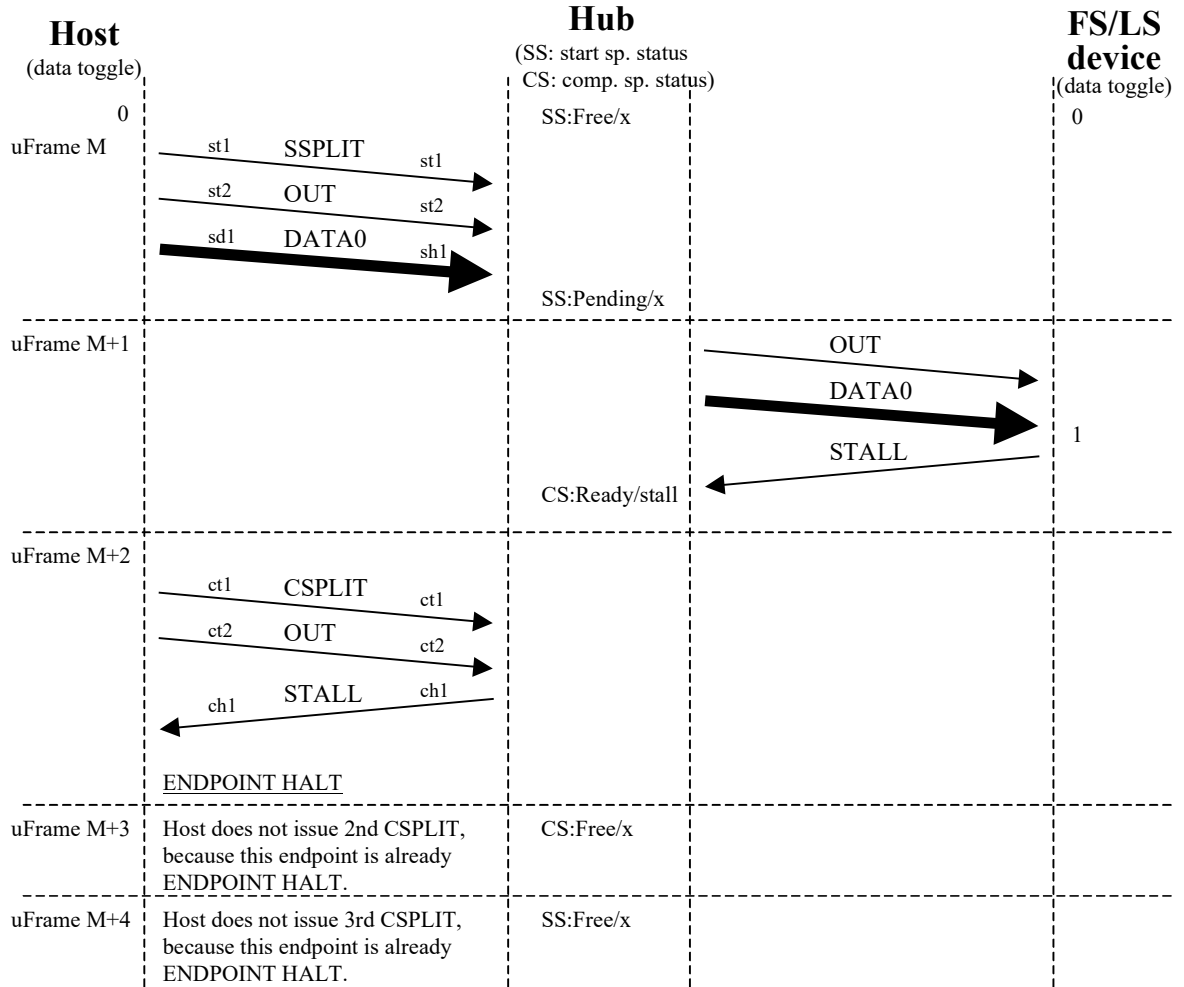 Host
(data toggle)
Hub
(SS: start sp. status
CS: comp. sp. status)
FS/LS
device
(data toggle)
0
SS:Free/x
0
uFrame M
st1 SSPLIT st1
st2 OUT st2
sd1 DATA0 sh1
SS:Pending/x
uFrame M+1
OUT
DATA0
1
STALL
CS:Ready/stall
uFrame M+2
ct1 CSPLIT ct1
ct2 OUT ct2
ch1 STALL ch1
ENDPOINT HALT
uFrame M+3
Host does not issue 2nd CSPLIT,
because this endpoint is already
ENDPOINT HALT.
CS:Free/x
uFrame M+4
Host does not issue 3rd CSPLIT,
because this endpoint is already
ENDPOINT HALT.
SS:Free/x